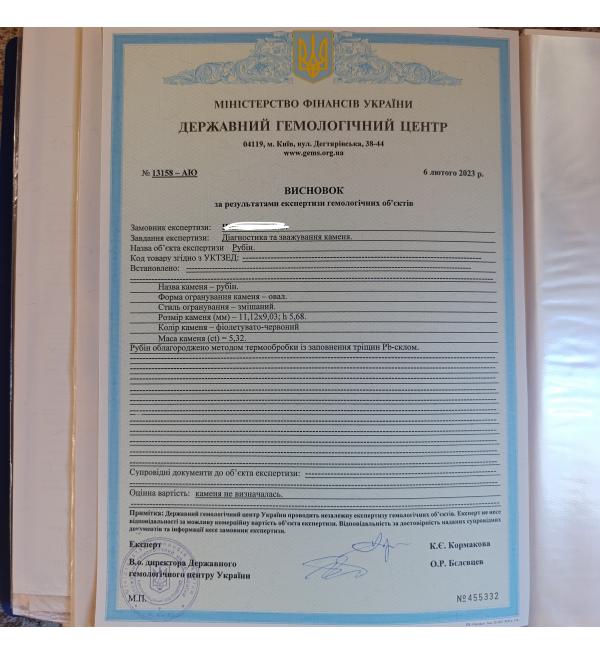 МІНІСТЕРСТВО ФІНАНСІВ УКРАЇНИ
ДЕРЖАВНИЙ ГЕМОЛОГІЧНИЙ ЦЕНТР
04119, м. Київ, вул. Дегтярівська, 38-44
www.gems.org.ua
№ 13158 – АЮ
6 лютого 2023 р.
ВИСНОВОК
за результатами експертизи гемологічних об'єктів
Замовник експертизи:
Завдання експертизи: Діагностика та зважування каменя.
Назва об'єкта експертизи Рубін.
Код товару згідно з УКТЗЕД:
Встановлено:
Назва каменя – рубін.
Форма огранування каменя – овал.
Стиль огранування – змішаний.
Розмір каменя (мм) – 11,12х9,03; h 5,68.
Колір каменя – фіолетувато-червоний
Маса каменя (ct) = 5,32.
Рубін облагороджено методом термообробки із заповнення тріщин Pb-склом.
Супровідні документи до об'єкта експертизи:
Оцінна вартість: каменя не визначалась.
Примітка: Державний гемологічний центр України проводить незалежну експертизу гемологічних об'єктів. Експерт не несе
відповідальності за можливу комерційну вартість об'єкта експертизи. Відповідальність за достовірність наданих супровідних
документів та інформації несе замовник експертизи.
Експерт
К.Є. Кормакова
В.о. директора Державного
гемологічного центру України
О.Р. Бєлєвцев
М.П.
№ 455332